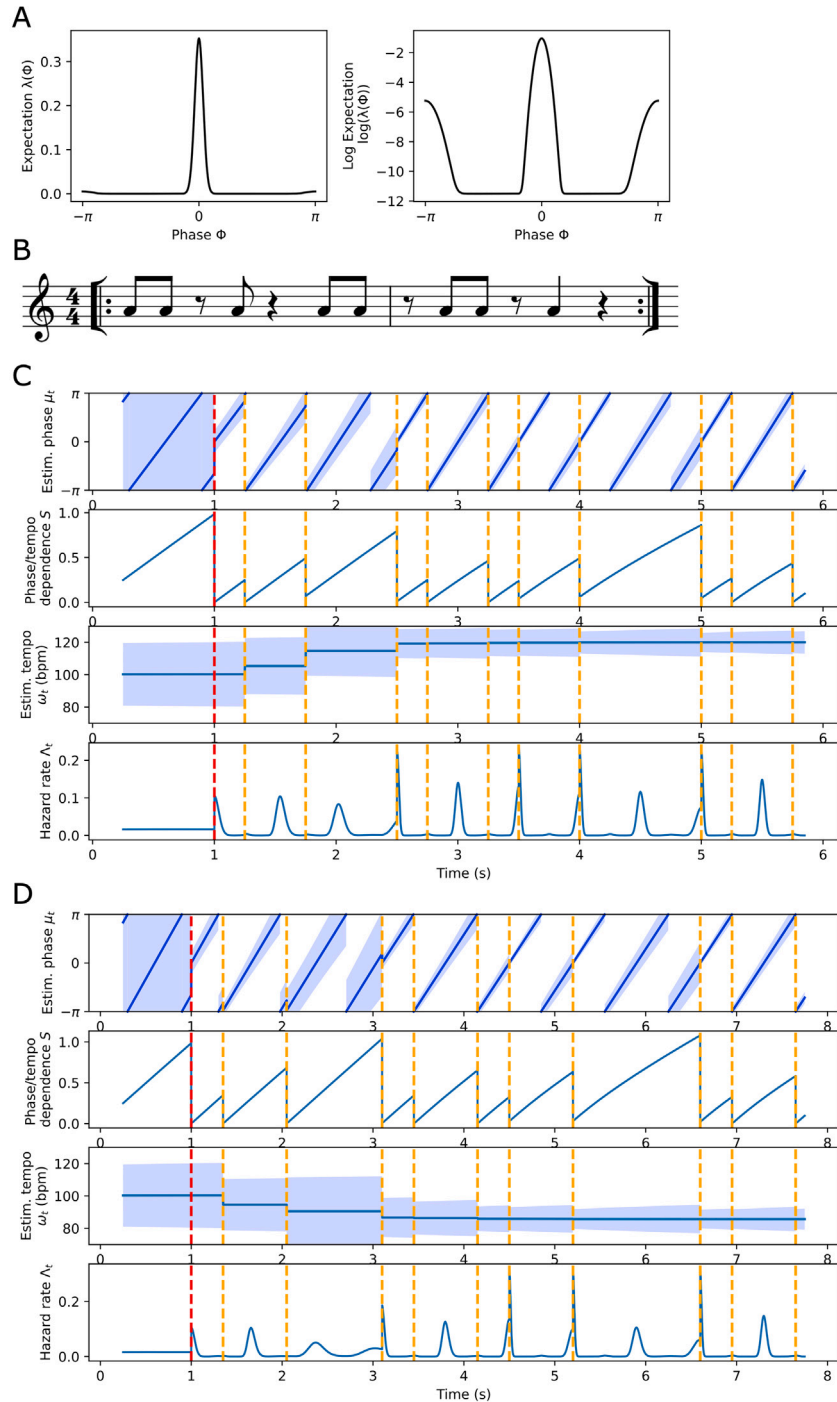 A
Expectation λ(Φ)
0.3
0.2
0.1
0.0
−π 0 π
Phase Φ
Log Expectation
log(λ(Φ))
−2
−4
−6
−8
−10
−12
−π 0 π
Phase Φ
B
4
4
C
Estim. phase μt
π
0
−π
0 1 2 3 4 5 6
Phase/tempo
dependence S
1.0
0.5
0.0
0 1 2 3 4 5 6
Estim. tempo
ωt (bpm)
120
100
80
0 1 2 3 4 5 6
Hazard rate Λt
0.2
0.1
0.0
0 1 2 3 4 5 6
Time (s)
D
Estim. phase μt
π
0
−π
0 1 2 3 4 5 6 7 8
Phase/tempo
dependence S
1.0
0.5
0.0
0 1 2 3 4 5 6 7 8
Estim. tempo
ωt (bpm)
120
100
80
0 1 2 3 4 5 6 7 8
Hazard rate Λt
0.2
0.0
0 1 2 3 4 5 6 7 8
Time (s)